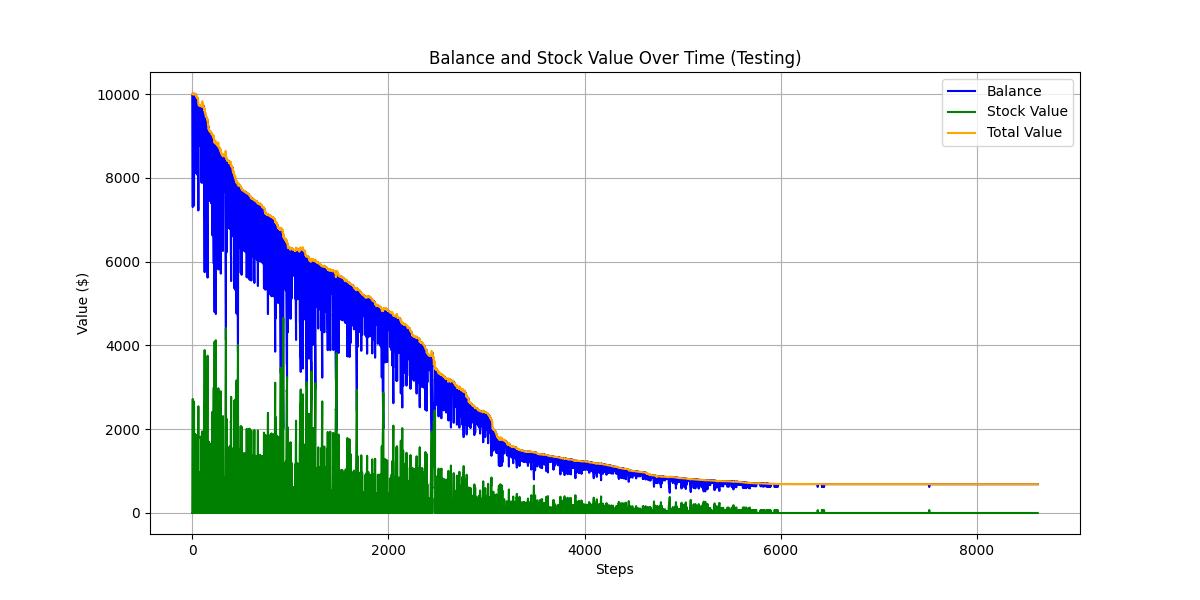 Balance and Stock Value Over Time (Testing)
Balance
Stock Value
Total Value
Value ($)
10000
8000
6000
4000
2000
0
0 2000 4000 6000 8000
Steps